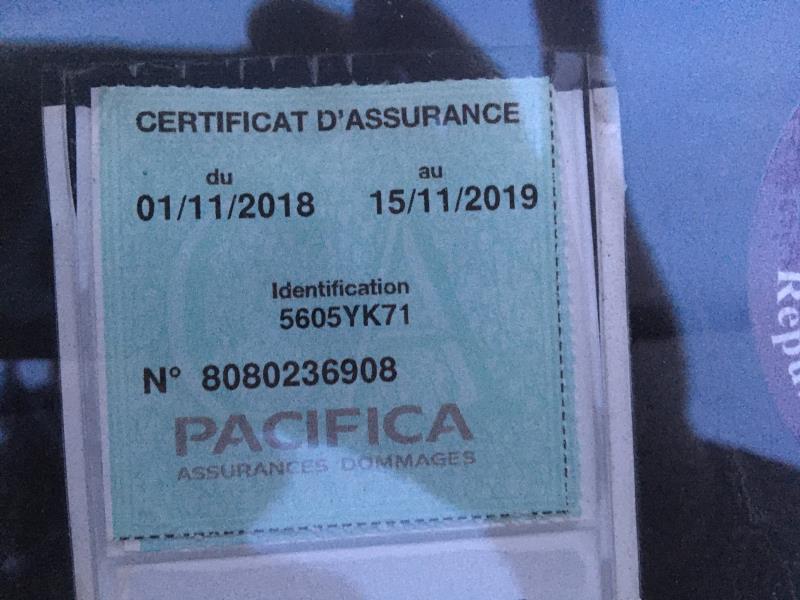 CERTIFICAT D'ASSURANCE
du au
01/11/2018 15/11/2019
Identification
5605YK71
N° 8080236908
PACIFICA
ASSURANCES DOMMAGES